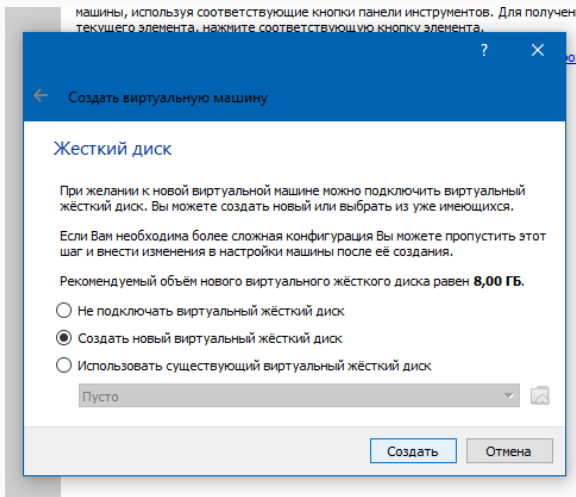 машины, используя соответствующие кнопки панели инструментов. Для получен
текущего элемента, нажмите соответствующую кнопку элемента.
?
Создать виртуальную машину
Жесткий диск
При желании к новой виртуальной машине можно подключить виртуальный
жёсткий диск. Вы можете создать новый или выбрать из уже имеющихся.
Если Вам необходима более сложная конфигурация Вы можете пропустить этот
шаг и внести изменения в настройки машины после её создания.
Рекомендуемый объём нового виртуального жёсткого диска равен 8,00 ГБ.
Не подключать виртуальный жёсткий диск
Создать новый виртуальный жёсткий диск
Использовать существующий виртуальный жёсткий диск
Пусто
Создать
Отмена